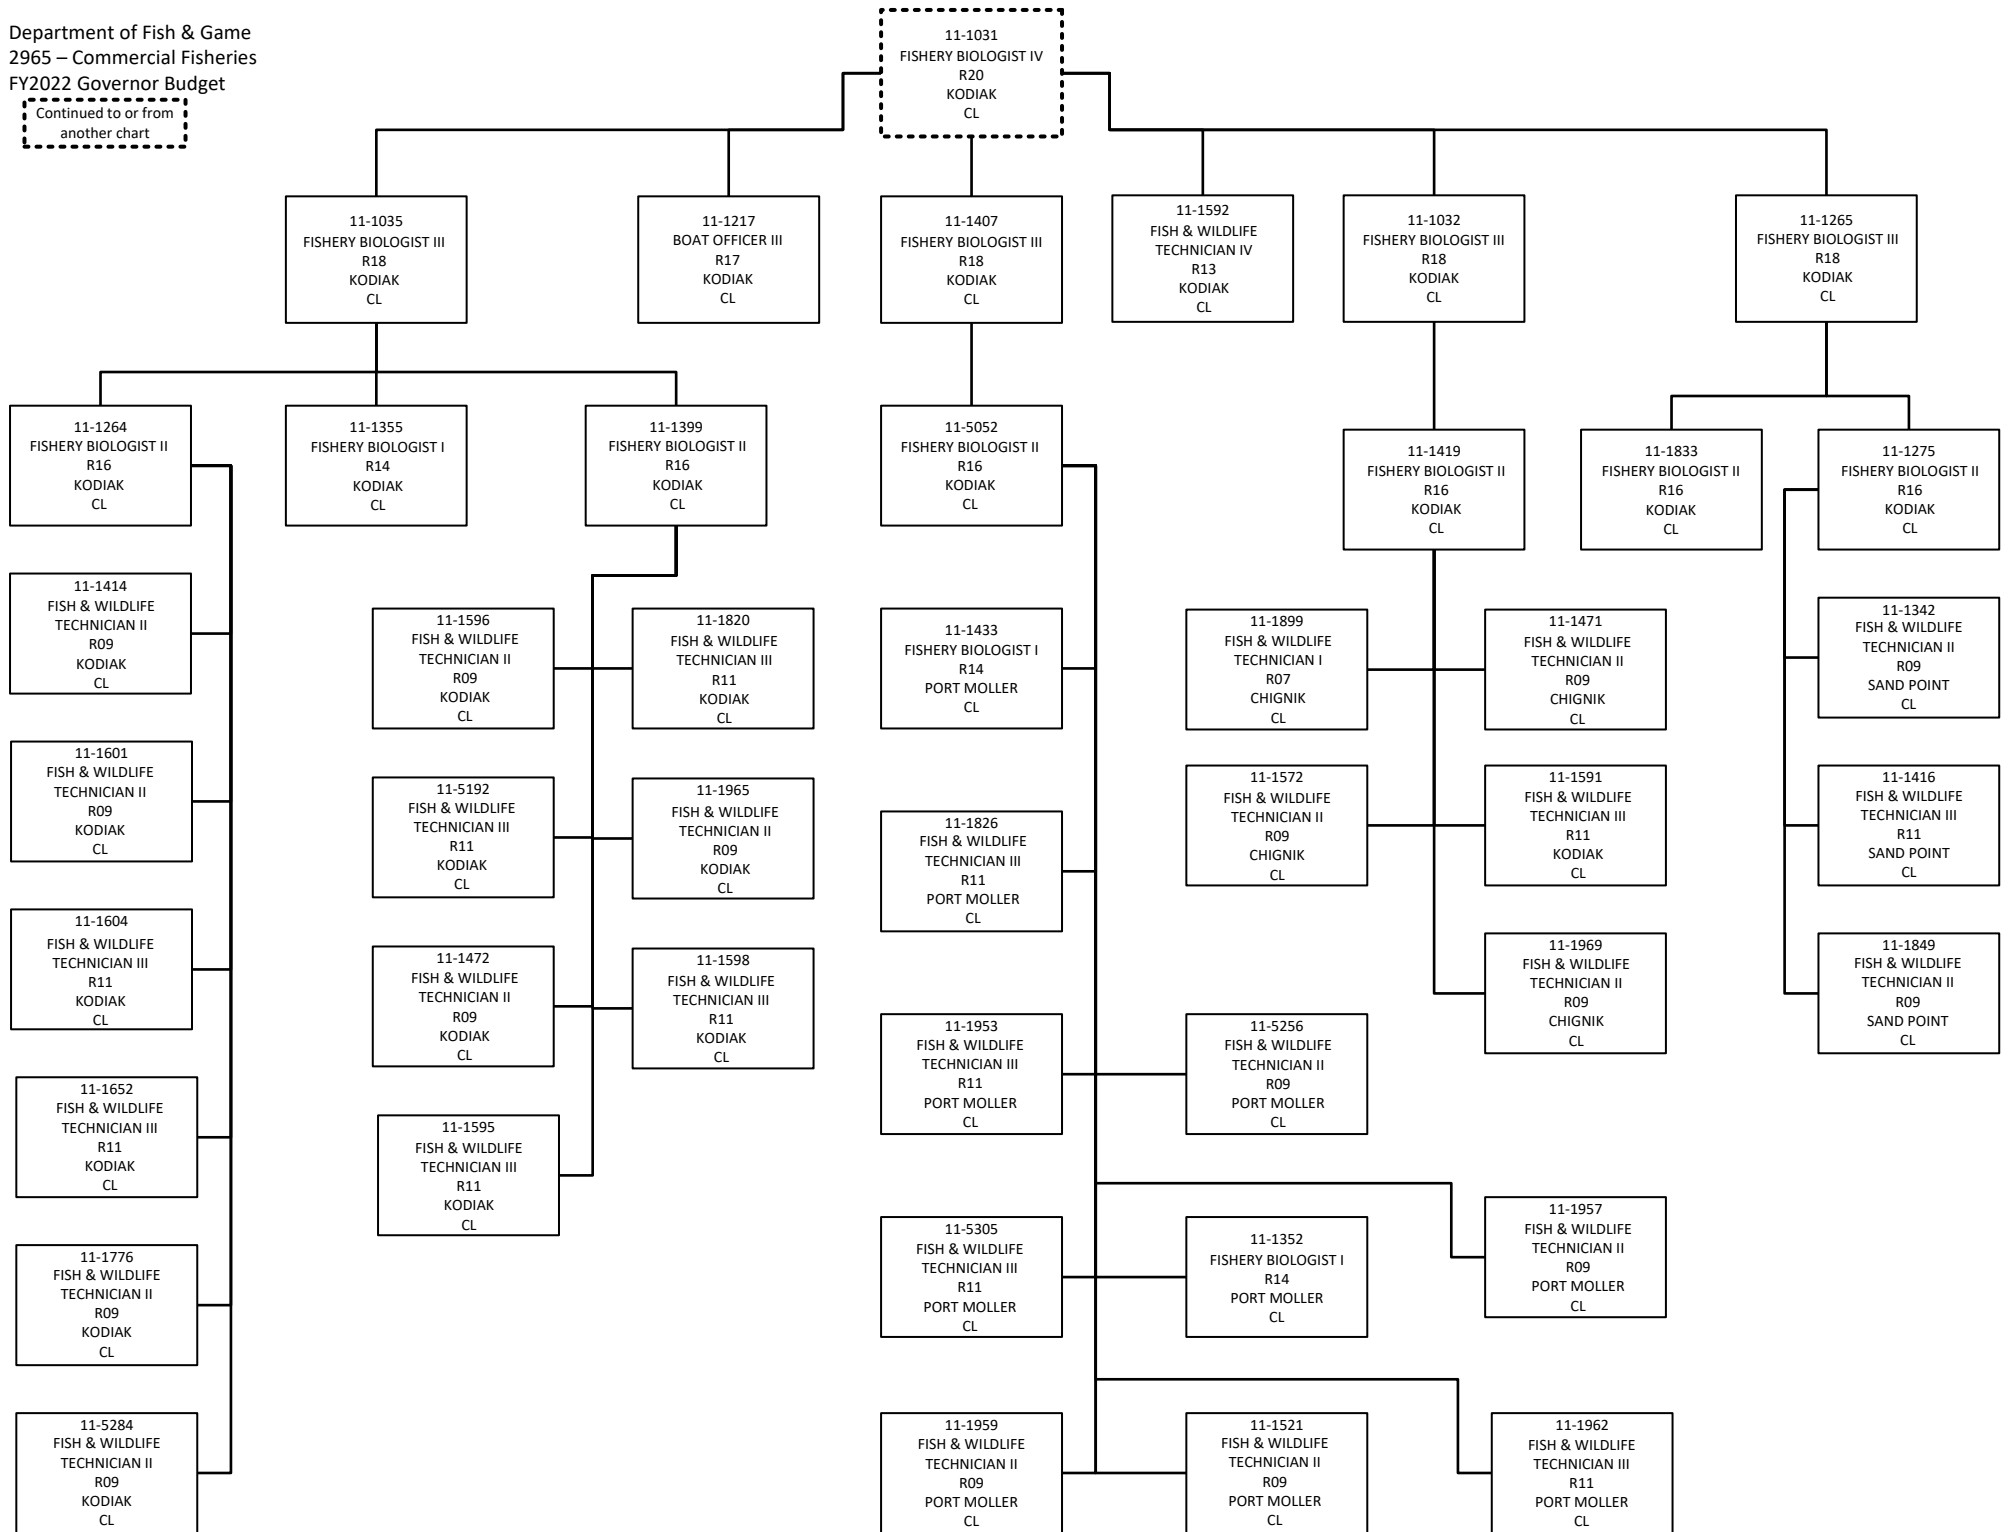 Department of Fish & Game
2965 – Commercial Fisheries
FY2022 Governor Budget
Continued to or from
another chart
11-1031
FISHERY BIOLOGIST IV
R20
KODIAK
CL
11-1035
FISHERY BIOLOGIST III
R18
KODIAK
CL
11-1217
BOAT OFFICER III
R17
KODIAK
CL
11-1407
FISHERY BIOLOGIST III
R18
KODIAK
CL
11-1592
FISH & WILDLIFE
TECHNICIAN IV
R13
KODIAK
CL
11-1032
FISHERY BIOLOGIST III
R18
KODIAK
CL
11-1265
FISHERY BIOLOGIST III
R18
KODIAK
CL
11-1264
FISHERY BIOLOGIST II
R16
KODIAK
CL
11-1355
FISHERY BIOLOGIST I
R14
KODIAK
CL
11-1399
FISHERY BIOLOGIST II
R16
KODIAK
CL
11-5052
FISHERY BIOLOGIST II
R16
KODIAK
CL
11-1419
FISHERY BIOLOGIST II
R16
KODIAK
CL
11-1833
FISHERY BIOLOGIST II
R16
KODIAK
CL
11-1275
FISHERY BIOLOGIST II
R16
KODIAK
CL
11-1414
FISH & WILDLIFE
TECHNICIAN II
R09
KODIAK
CL
11-1596
FISH & WILDLIFE
TECHNICIAN II
R09
KODIAK
CL
11-1820
FISH & WILDLIFE
TECHNICIAN III
R11
KODIAK
CL
11-1433
FISHERY BIOLOGIST I
R14
PORT MOLLER
CL
11-1899
FISH & WILDLIFE
TECHNICIAN I
R07
CHIGNIK
CL
11-1471
FISH & WILDLIFE
TECHNICIAN II
R09
CHIGNIK
CL
11-1342
FISH & WILDLIFE
TECHNICIAN II
R09
SAND POINT
CL
11-1601
FISH & WILDLIFE
TECHNICIAN II
R09
KODIAK
CL
11-5192
FISH & WILDLIFE
TECHNICIAN III
R11
KODIAK
CL
11-1965
FISH & WILDLIFE
TECHNICIAN II
R09
KODIAK
CL
11-1826
FISH & WILDLIFE
TECHNICIAN III
R11
PORT MOLLER
CL
11-1572
FISH & WILDLIFE
TECHNICIAN II
R09
CHIGNIK
CL
11-1591
FISH & WILDLIFE
TECHNICIAN III
R11
KODIAK
CL
11-1416
FISH & WILDLIFE
TECHNICIAN III
R11
SAND POINT
CL
11-1604
FISH & WILDLIFE
TECHNICIAN III
R11
KODIAK
CL
11-1472
FISH & WILDLIFE
TECHNICIAN II
R09
KODIAK
CL
11-1598
FISH & WILDLIFE
TECHNICIAN III
R11
KODIAK
CL
11-1953
FISH & WILDLIFE
TECHNICIAN III
R11
PORT MOLLER
CL
11-5256
FISH & WILDLIFE
TECHNICIAN II
R09
PORT MOLLER
CL
11-1969
FISH & WILDLIFE
TECHNICIAN II
R09
CHIGNIK
CL
11-1849
FISH & WILDLIFE
TECHNICIAN II
R09
SAND POINT
CL
11-1652
FISH & WILDLIFE
TECHNICIAN III
R11
KODIAK
CL
11-1595
FISH & WILDLIFE
TECHNICIAN III
R11
KODIAK
CL
11-5305
FISH & WILDLIFE
TECHNICIAN III
R11
PORT MOLLER
CL
11-1352
FISHERY BIOLOGIST I
R14
PORT MOLLER
CL
11-1957
FISH & WILDLIFE
TECHNICIAN II
R09
PORT MOLLER
CL
11-1776
FISH & WILDLIFE
TECHNICIAN II
R09
KODIAK
CL
11-5284
FISH & WILDLIFE
TECHNICIAN II
R09
KODIAK
CL
11-1959
FISH & WILDLIFE
TECHNICIAN II
R09
PORT MOLLER
CL
11-1521
FISH & WILDLIFE
TECHNICIAN II
R09
PORT MOLLER
CL
11-1962
FISH & WILDLIFE
TECHNICIAN III
R11
PORT MOLLER
CL